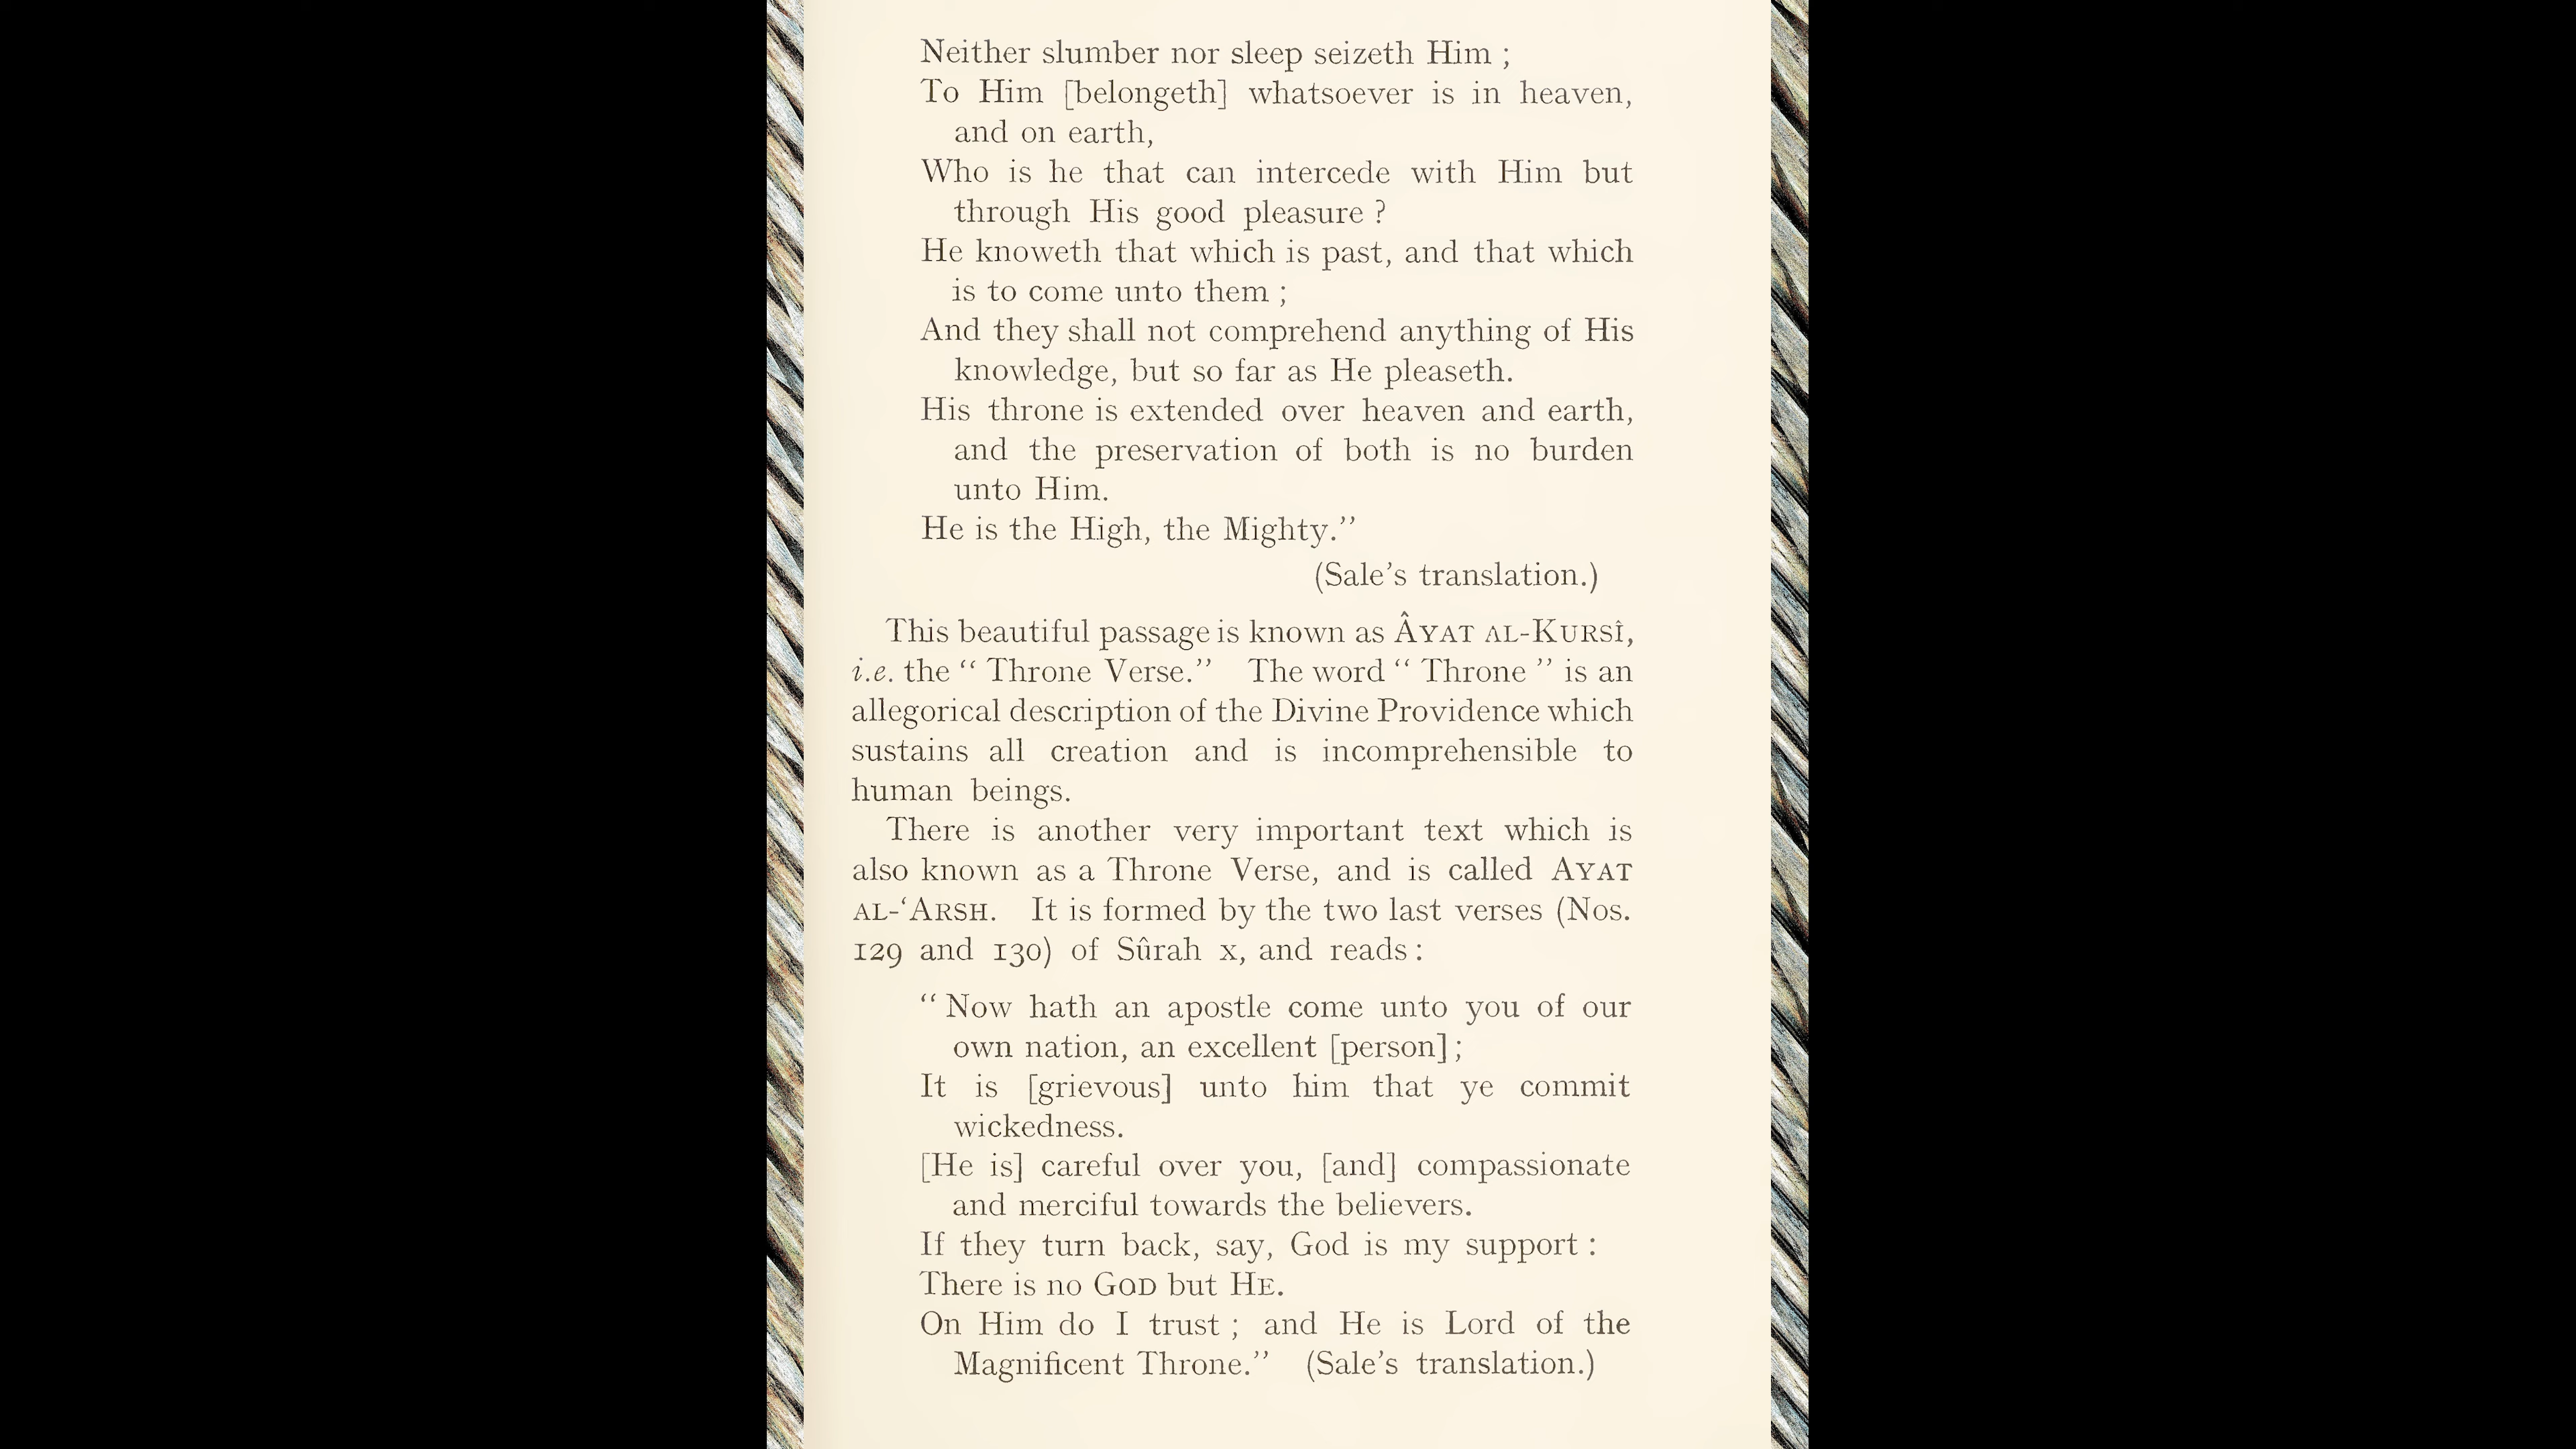 Neither slumber nor sleep seizeth Him ;
To Him [belongeth] whatsoever is in heaven,
and on earth,
Who is he that can intercede with Him but
through His good pleasure ?
He knoweth that which is past, and that which
is to come unto them ;
And they shall not comprehend anything of His
knowledge, but so far as He pleaseth.
His throne is extended over heaven and earth,
and the preservation of both is no burden
unto Him.
He is the High, the Mighty.”
(Sale’s translation.)
This beautiful passage is known as ÂYAT AL-KURSÎ,
i.e. the “ Throne Verse.” The word “ Throne ” is an
allegorical description of the Divine Providence which
sustains all creation and is incomprehensible to
human beings.
There is another very important text which is
also known as a Throne Verse, and is called AYAT
AL-‘ARSH. It is formed by the two last verses (Nos.
129 and 130) of Sûrah x, and reads :
“ Now hath an apostle come unto you of our
own nation, an excellent [person] ;
It is [grievous] unto him that ye commit
wickedness.
[He is] careful over you, [and] compassionate
and merciful towards the believers.
If they turn back, say, God is my support :
There is no GOD but HE.
On Him do I trust ; and He is Lord of the
Magnificent Throne.” (Sale’s translation.)